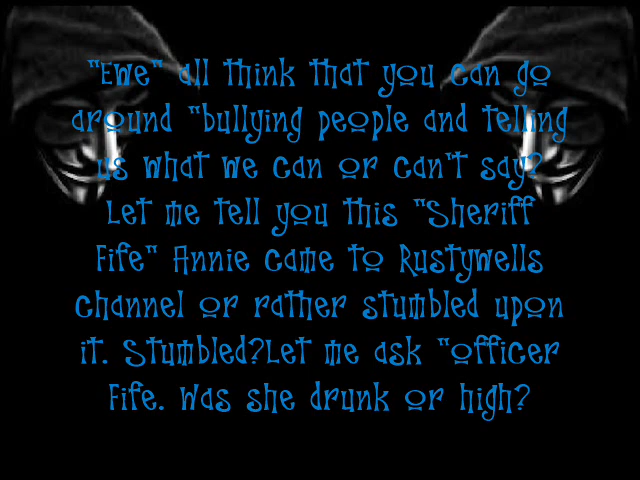 "Ewe" all think that you can go
around "bullying people and telling
us what we can or can't say?
Let me tell you this "Sheriff
Fife" Annie came to Rustywells
channel or rather stumbled upon
it. Stumbled?Let me ask "officer
Fife. Was she drunk or high?